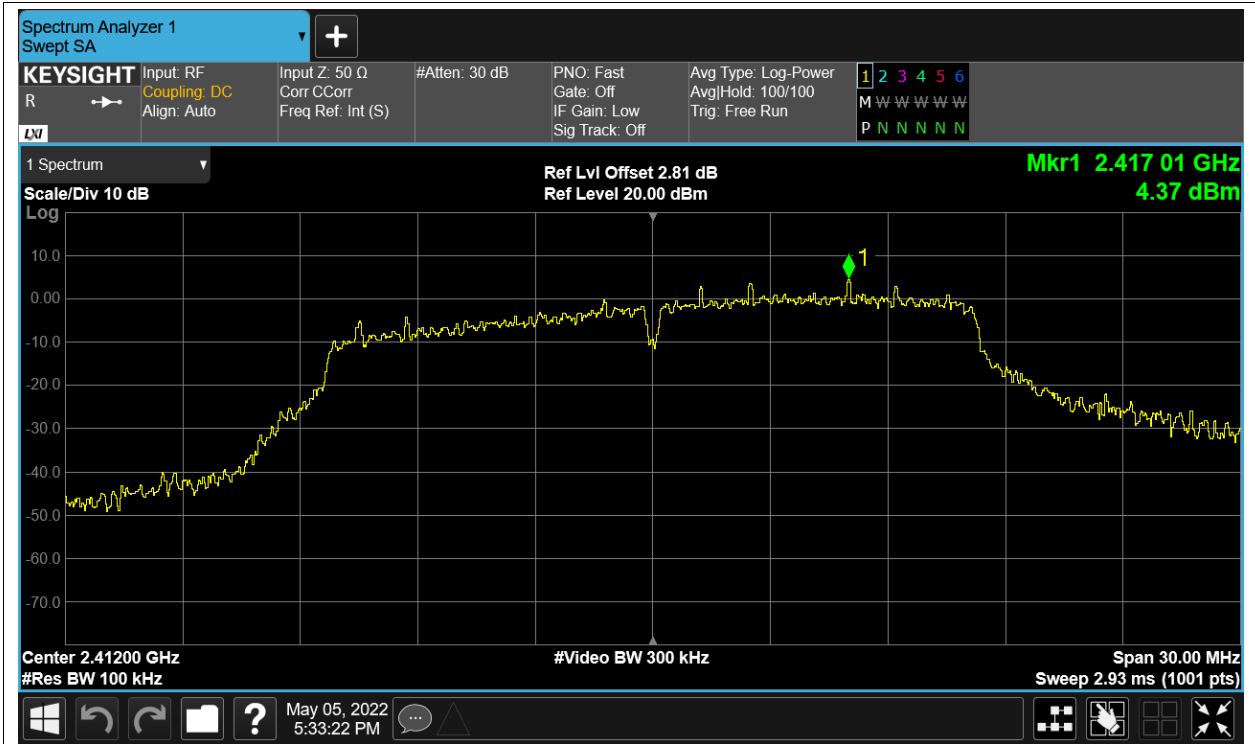 Spectrum Analyzer 1
Swept SA
KEYSIGHT
R
LXI
Input: RF
Coupling: DC
Align: Auto
Input Z: 50 Ω
Corr CCorr
Freq Ref: Int (S)
#Atten: 30 dB
PNO: Fast
Gate: Off
IF Gain: Low
Sig Track: Off
Avg Type: Log-Power
Avg|Hold: 100/100
Trig: Free Run
1 2 3 4 5 6
M W W W W W
P N N N N N
1 Spectrum
Scale/Div 10 dB
Log
Ref Lvl Offset 2.81 dB
Ref Level 20.00 dBm
Mkr1 2.417 01 GHz
4.37 dBm
1
10.0
0.00
-10.0
-20.0
-30.0
-40.0
-50.0
-60.0
-70.0
Center 2.41200 GHz
#Res BW 100 kHz
#Video BW 300 kHz
Span 30.00 MHz
Sweep 2.93 ms (1001 pts)
?
May 05, 2022
5:33:22 PM